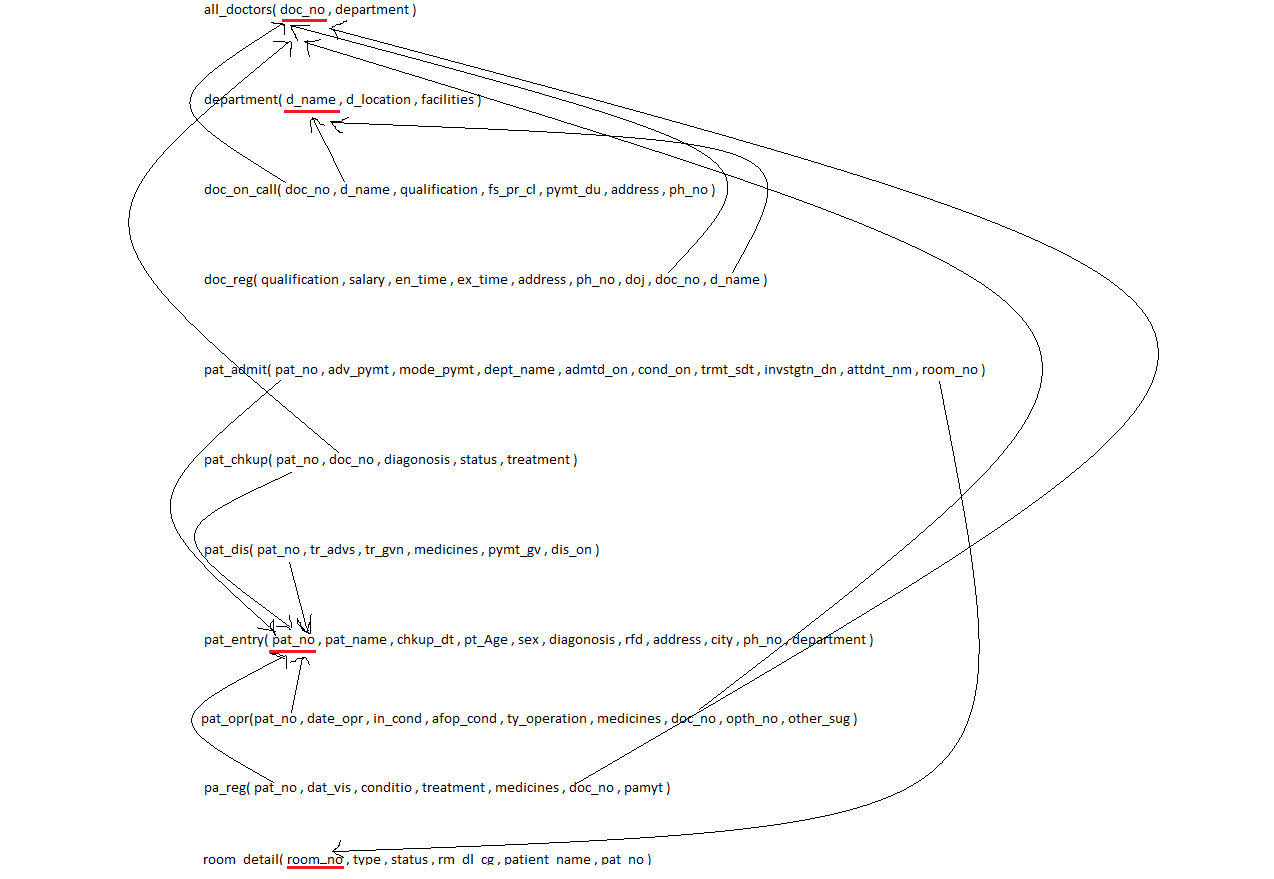 all_doctors( doc_no , department )
department( d_name , d_location , facilities )
doc_on_call( doc_no , d_name , qualification , fs_pr_cl , pymt_du , address , ph_no )
doc_reg( qualification , salary , en_time , ex_time , address , ph_no , doj , doc_no , d_name )
pat_admit( pat_no , adv_pymt , mode_pymt , dept_name , admtd_on , cond_on , trmt_sdt , invstgtn_dn , attdnt_nm , room_no )
pat_chkup( pat_no , doc_no , diagonosis , status , treatment )
pat_dis( pat_no , tr_advs , tr_gvn , medicines , pymt_gv , dis_on )
pat_entry( pat_no , pat_name , chkup_dt , pt_Age , sex , diagonosis , rfd , address , city , ph_no , department )
pat_opr(pat_no , date_opr , in_cond , afop_cond , ty_operation , medicines , doc_no , opth_no , other_sug )
pa_reg( pat_no , dat_vis , conditio , treatment , medicines , doc_no , pamyt )
room_detail( room_no , type , status , rm_dl_cg , patient_name , pat_no )